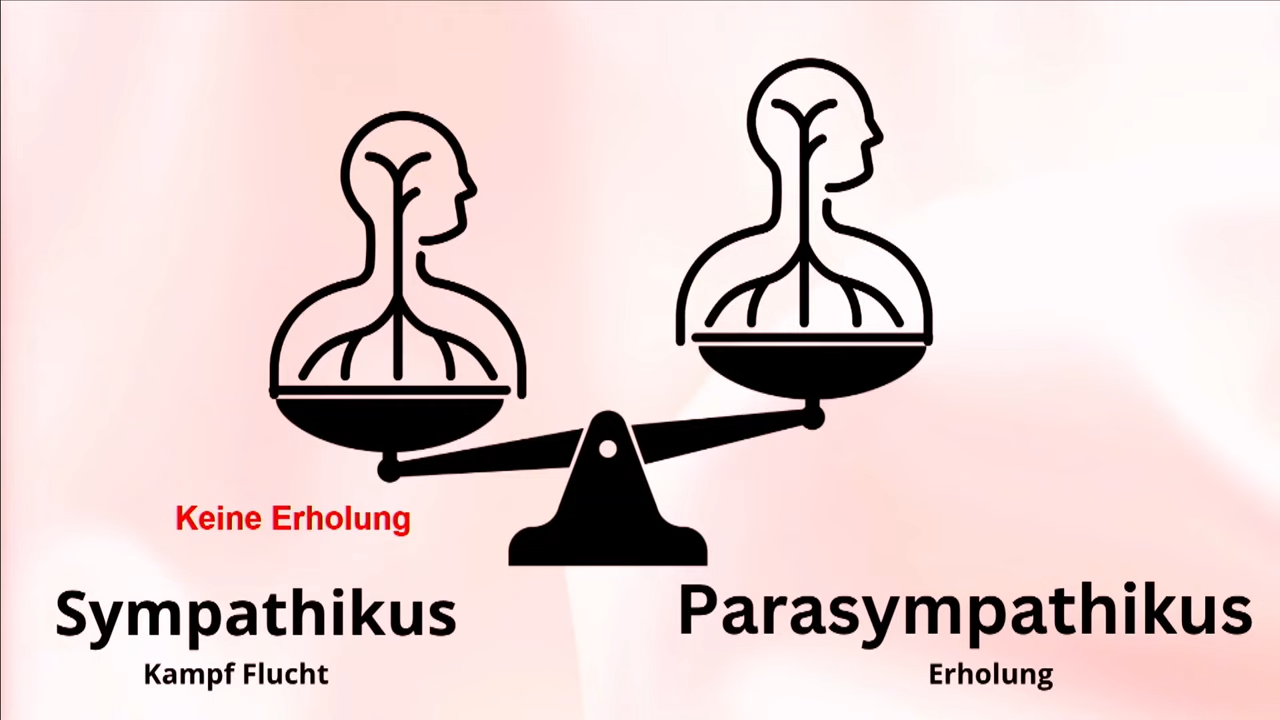 Keine Erholung
Sympathikus
Kampf Flucht
Parasympathikus
Erholung